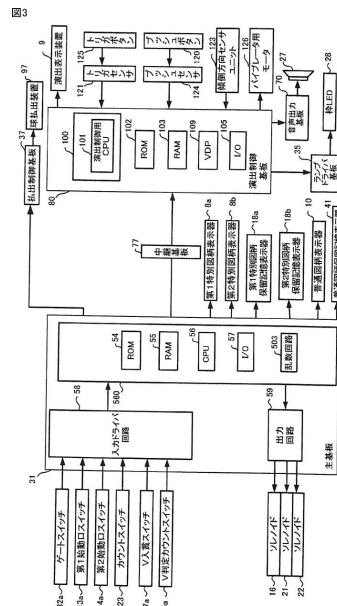 図3
ゲートスイッチ
32a
第1始動口スイッチ
3a
第2始動口スイッチ
4a
カウントスイッチ
23
V入賞スイッチ
7a
V判定カウントスイッチ
a
31
58
入力ドライバ
回路
560
54
ROM
55
RAM
56
CPU
57
I/O
503
乱数回路
59
出力
回路
主基板
16
ソレノイド
21
ソレノイド
22
ソレノイド
77
中継基板
8a
第1特別図柄表示器
8b
第2特別図柄表示器
18a
第1特別図柄
保留記憶表示器
18b
第2特別図柄
保留記憶表示器
10
普通図柄表示器
41
37
払出制御基板
97
球払出装置
9
演出表示装置
80
100
101
演出制御用
CPU
102
ROM
103
RAM
109
VDP
105
I/O
演出制御基板
125
トリガボタン
121
トリガセンサ
120
プッシュボタン
124
プッシュセンサ
123
傾倒方向センサ
ユニット
126
バイブレータ用
モータ
27
70
音声出力
基板
35
ランプ
ドライバ
基板
28
枠LED